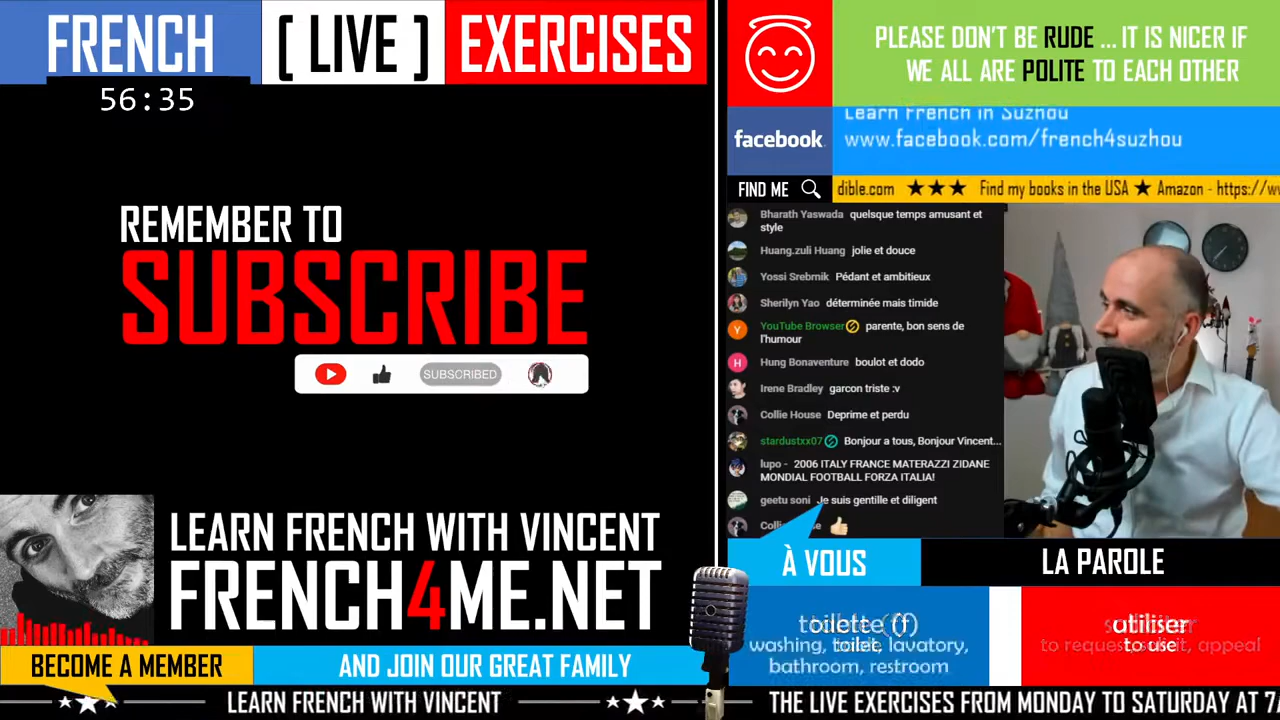 FRENCH [ LIVE ] EXERCISES
56:35
REMEMBER TO
SUBSCRIBE
SUBSCRIBED
LEARN FRENCH WITH VINCENT
FRENCH4ME.NET
BECOME A MEMBER AND JOIN OUR GREAT FAMILY
PLEASE DON'T BE RUDE ... IT IS NICER IF
WE ALL ARE POLITE TO EACH OTHER
facebook.
Learn French in Suzhou
www.facebook.com/french4suzhou
FIND ME
dible.com ★★★ Find my books in the USA ★ Amazon - https://w
Bharath Yaswada quelsque temps amusant et
style
Huang.zuli Huang jolie et douce
Yossi Srebrnik Pédant et ambitieux
Sherilyn Yao déterminée mais timide
YouTube Browser parente, bon sens de
l'humour
Hung Bonaventure boulot et dodo
Irene Bradley garcon triste :v
Collie House Deprime et perdu
stardustxx07 Bonjour a tous, Bonjour Vincent...
lupo - 2006 ITALY FRANCE MATERAZZI ZIDANE
MONDIAL FOOTBALL FORZA ITALIA!
geetu soni Je suis gentille et diligent
À VOUS LA PAROLE
toilette (f)
washing, toilet, lavatory,
bathroom, restroom
utiliser
to use
LEARN FRENCH WITH VINCENT
THE LIVE EXERCISES FROM MONDAY TO SATURDAY AT 7